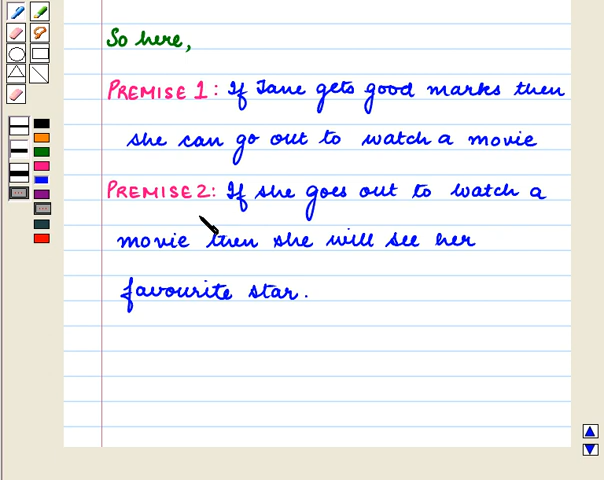 So here,
PREMISE 1: If Jane gets good marks then
she can go out to watch a movie
PREMISE 2: If she goes out to watch a
movie then she will see her
favourite star.